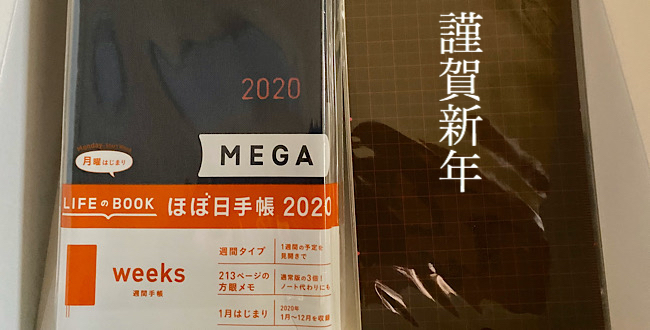 2020
MEGA
Monday start
月曜はじまり
LIFEのBOOK ほぼ日手帳 2020
weeks
週間手帳
週間タイプ
1週間の予定を
見開きで
213ページの
方眼メモ
通常版の3倍!
ノート代わりにも
1月はじまり
2020年
1月〜12月を収録
謹賀新年